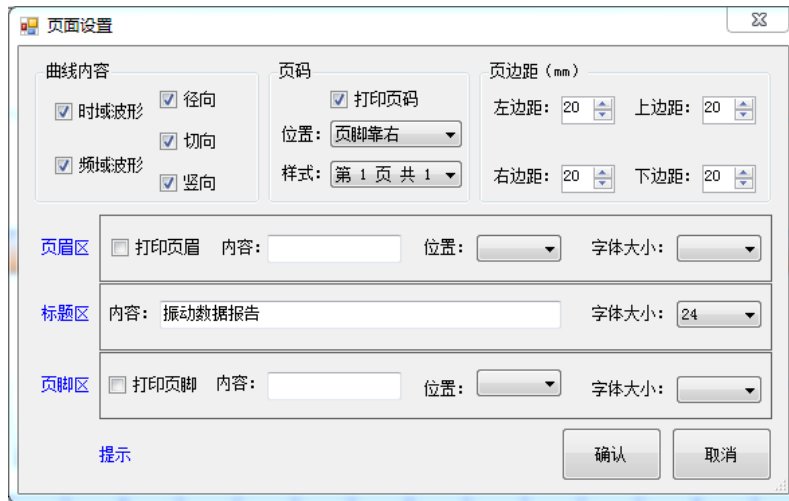 页面设置
曲线内容
时域波形
频域波形
径向
切向
竖向
页码
打印页码
位置: 页脚靠右
样式: 第 1 页 共 1
页边距(mm)
左边距: 20 上边距: 20
右边距: 20 下边距: 20
页眉区 打印页眉 内容: 位置: 字体大小:
标题区 内容: 振动数据报告 字体大小: 24
页脚区 打印页脚 内容: 位置: 字体大小:
提示 确认 取消